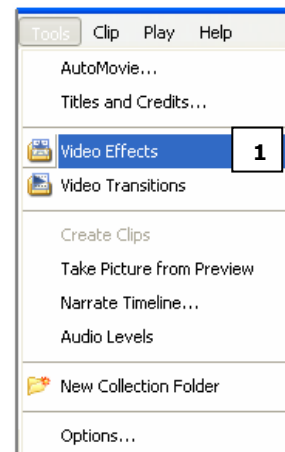 Tools Clip Play Help
AutoMovie...
Titles and Credits...
Video Effects 1
Video Transitions
Create Clips
Take Picture from Preview
Narrate Timeline...
Audio Levels
New Collection Folder
Options...